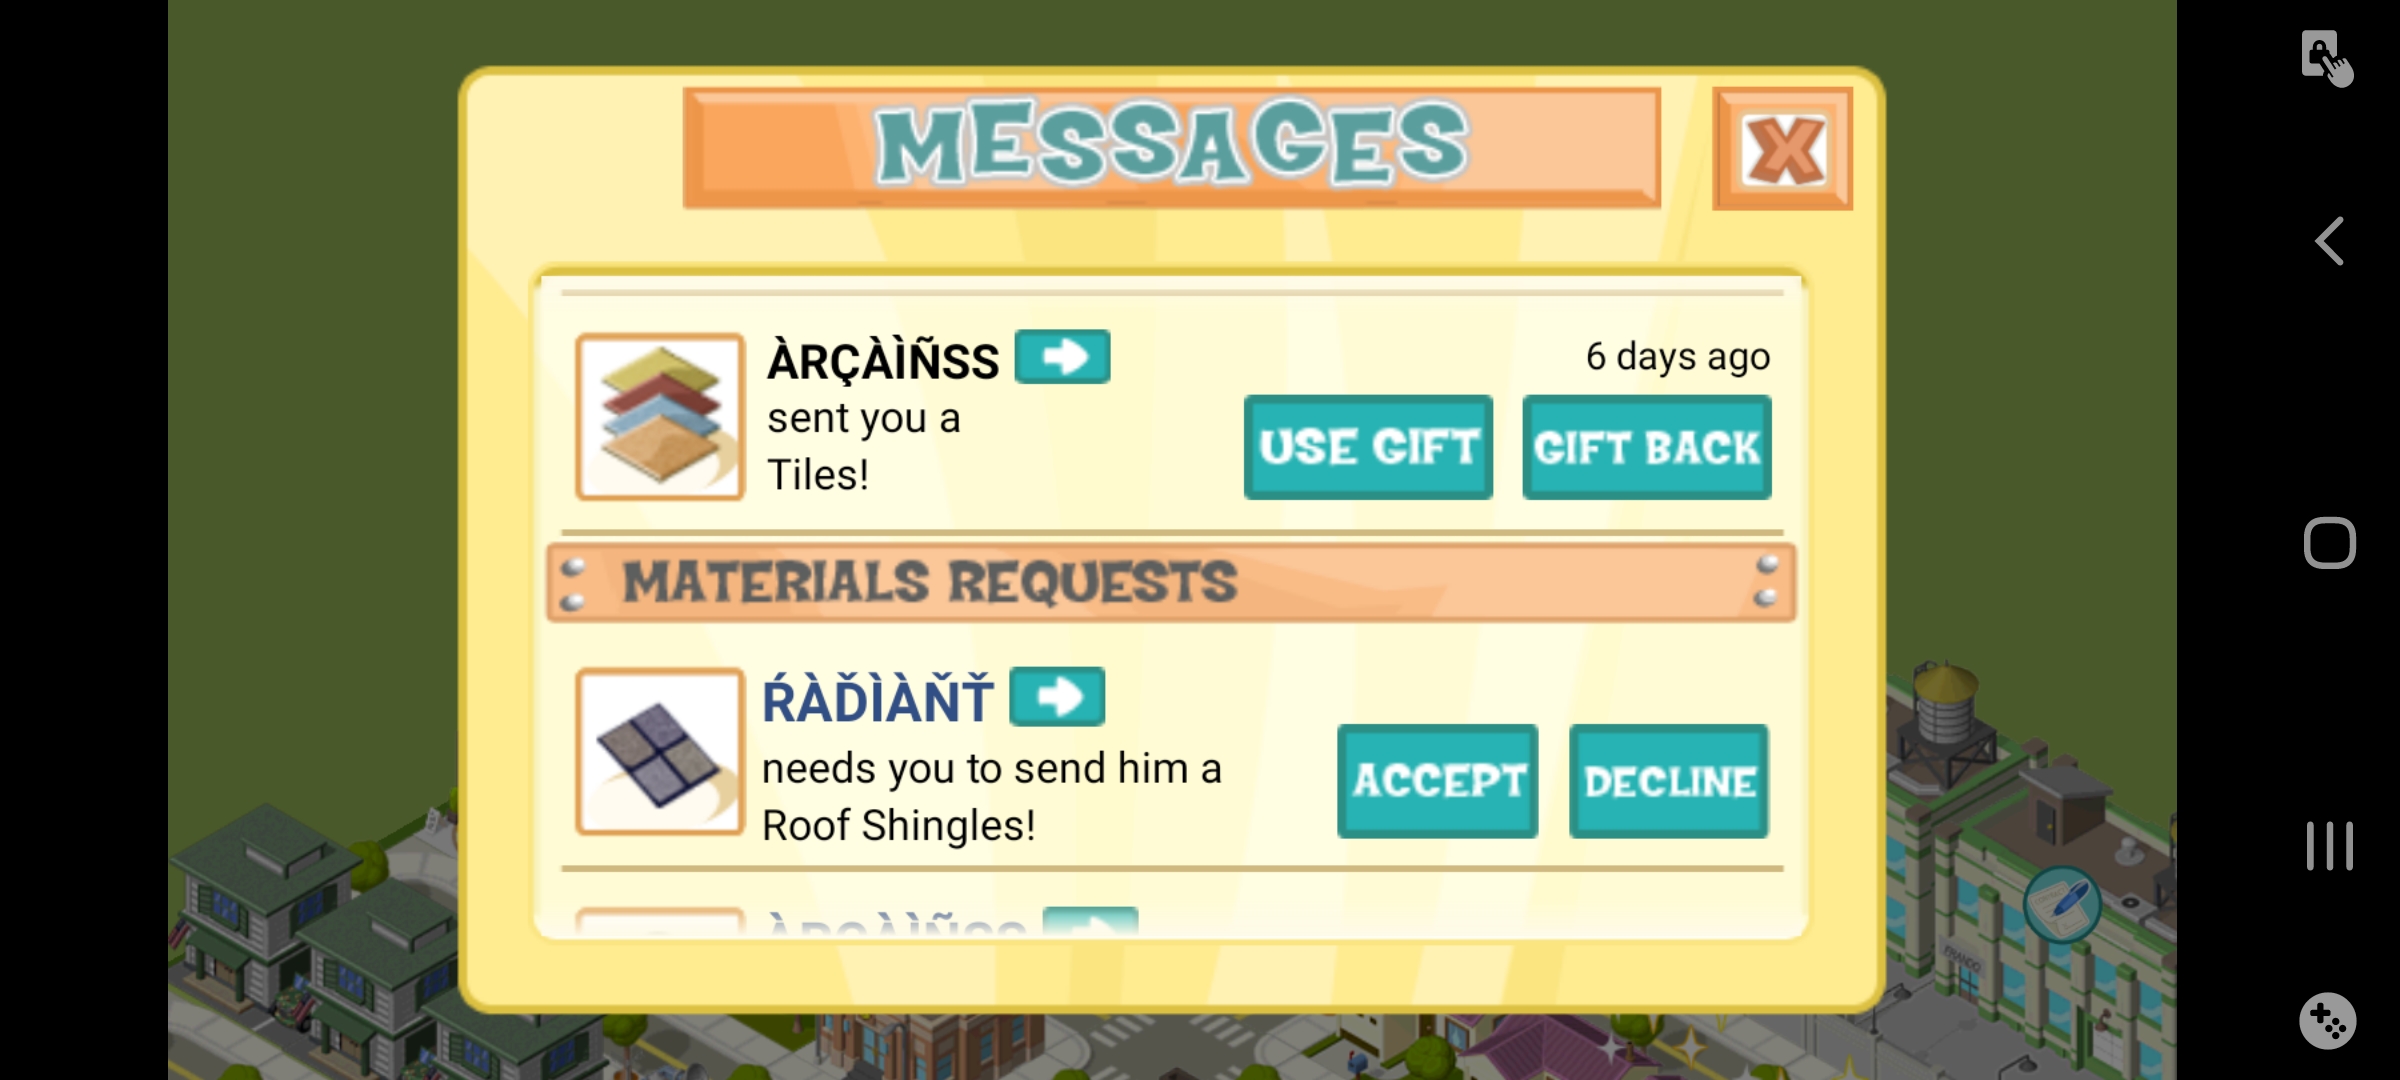 MESSAGES
ÀRÇÀÌÑSS
6 days ago
sent you a
Tiles!
USE GIFT
GIFT BACK
MATERIALS REQUESTS
ŔÀĎÌÀŇŤ
needs you to send him a
Roof Shingles!
ACCEPT
DECLINE
ÀRÇÀÌÑSS